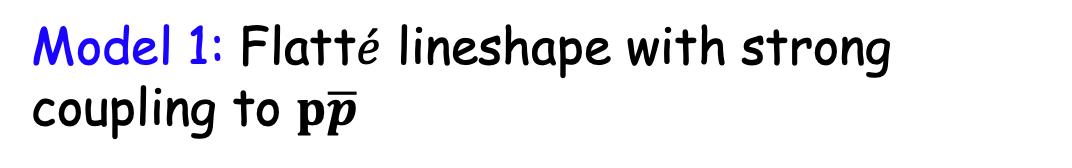 Model 1: Flatté lineshape with strong
coupling to pp̅